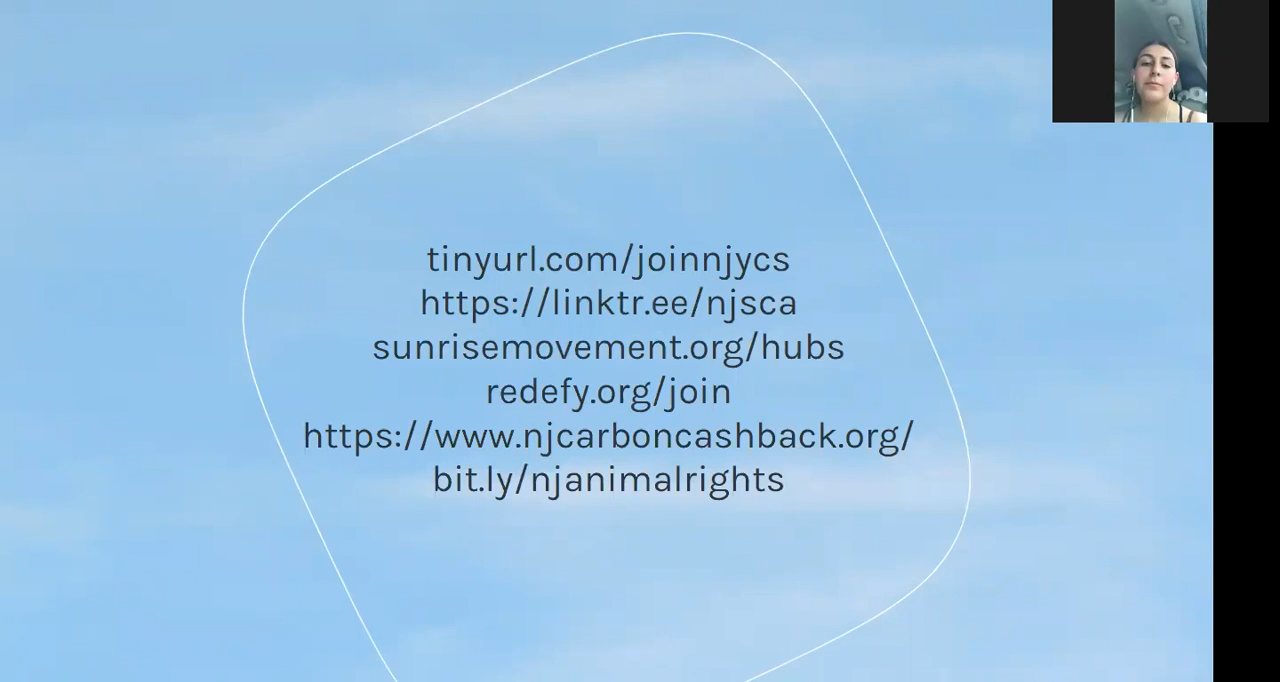 tinyurl.com/joinnjycs
https://linktr.ee/njsca
sunrisemovement.org/hubs
redefy.org/join
https://www.njcarboncashback.org/
bit.ly/njanimalrights